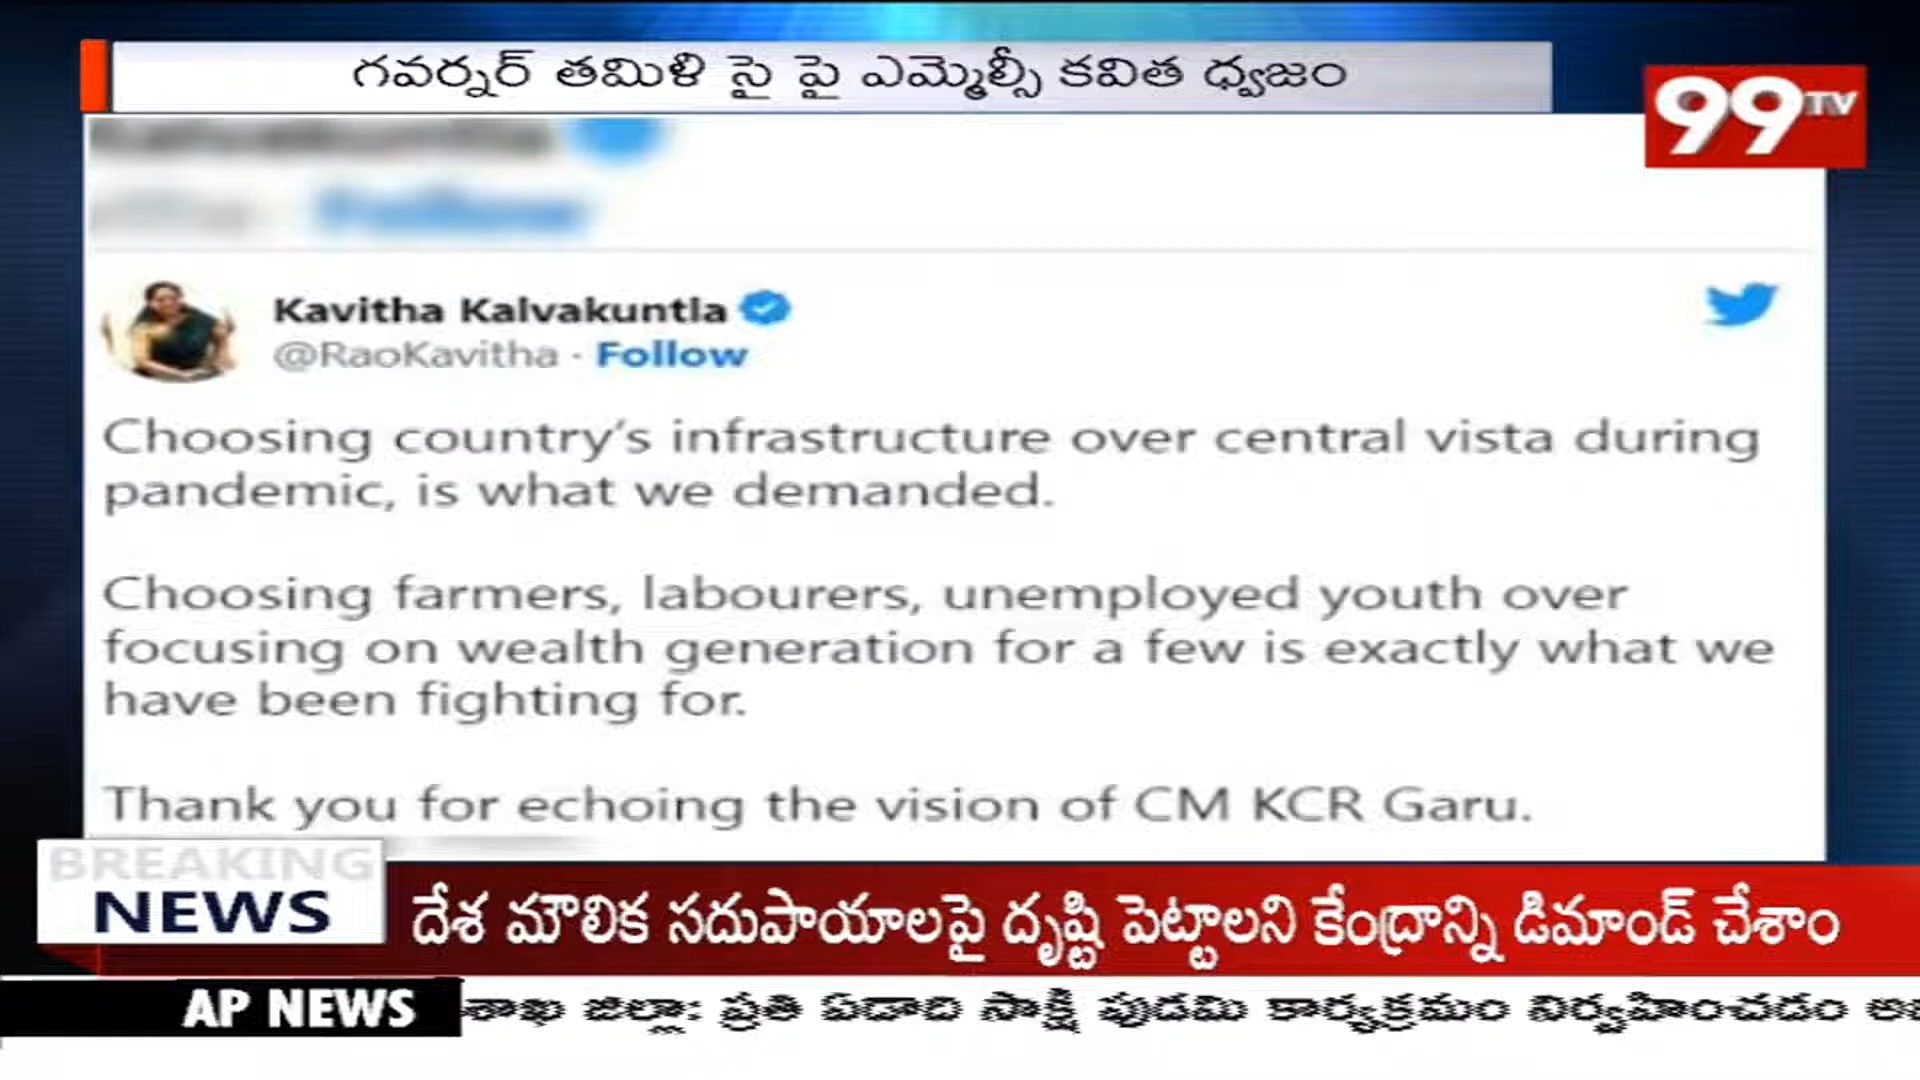 గవర్నర్ తమిళి సై పై ఎమ్మెల్సీ కవిత ధ్వజం
99TV
Kavitha Kalvakuntla
@RaoKavitha · Follow
Choosing country's infrastructure over central vista during
pandemic, is what we demanded.
Choosing farmers, labourers, unemployed youth over
focusing on wealth generation for a few is exactly what we
have been fighting for.
Thank you for echoing the vision of CM KCR Garu.
BREAKING
NEWS
దేశ మౌలిక సదుపాయాలపై దృష్టి పెట్టాలని కేంద్రాన్ని డిమాండ్ చేశాం
AP NEWS
శాఖ జిల్లా: ప్రతి ఏడాది సాక్షి పుడమి కార్యక్రమం నిర్వహించడం